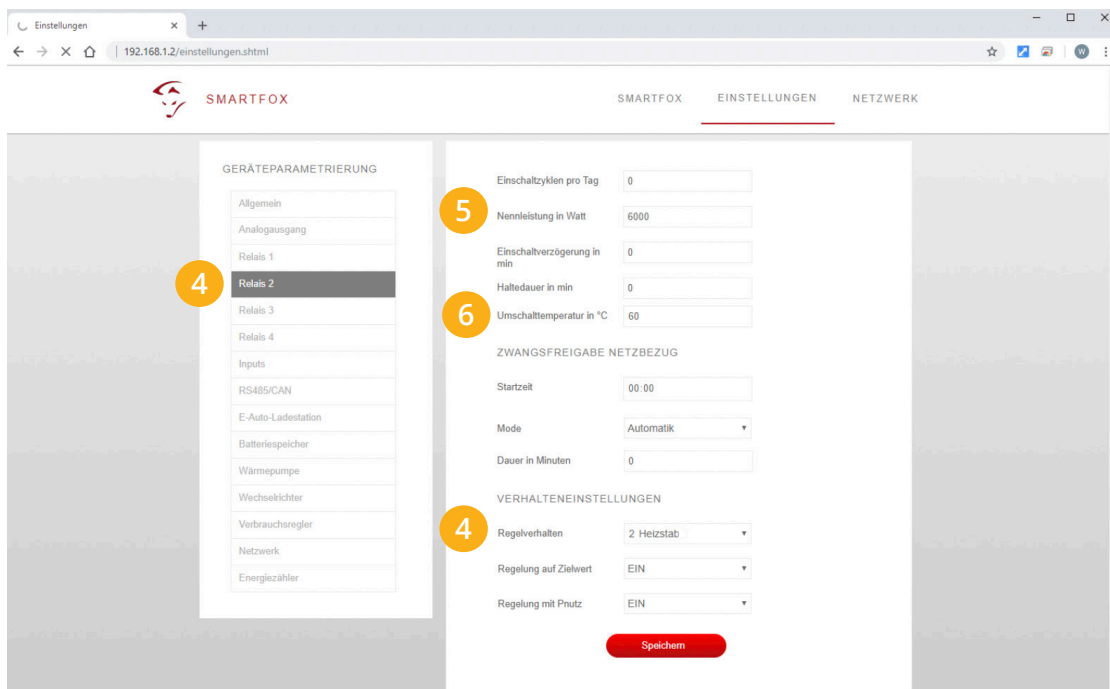 Einstellungen
192.168.1.2/einstellungen.shtml
W
SMARTFOX
SMARTFOX EINSTELLUNGEN NETZWERK
GERÄTEPARAMETRIERUNG
Allgemein
Analogausgang
Relais 1
4
Relais 2
Relais 3
Relais 4
Inputs
RS485/CAN
E-Auto-Ladestation
Batteriespeicher
Wärmepumpe
Wechselrichter
Verbrauchsregler
Netzwerk
Energiezähler
Einschaltzyklen pro Tag 0
5
Nennleistung in Watt 6000
Einschaltverzögerung in
min 0
Haltedauer in min 0
6
Umschalttemperatur in °C 60
ZWANGSFREIGABE NETZBEZUG
Startzeit 00:00
Mode Automatik
Dauer in Minuten 0
VERHALTENEINSTELLUNGEN
4
Regelverhalten 2 Heizstab
Regelung auf Zielwert EIN
Regelung mit Pnutz EIN
Speichern